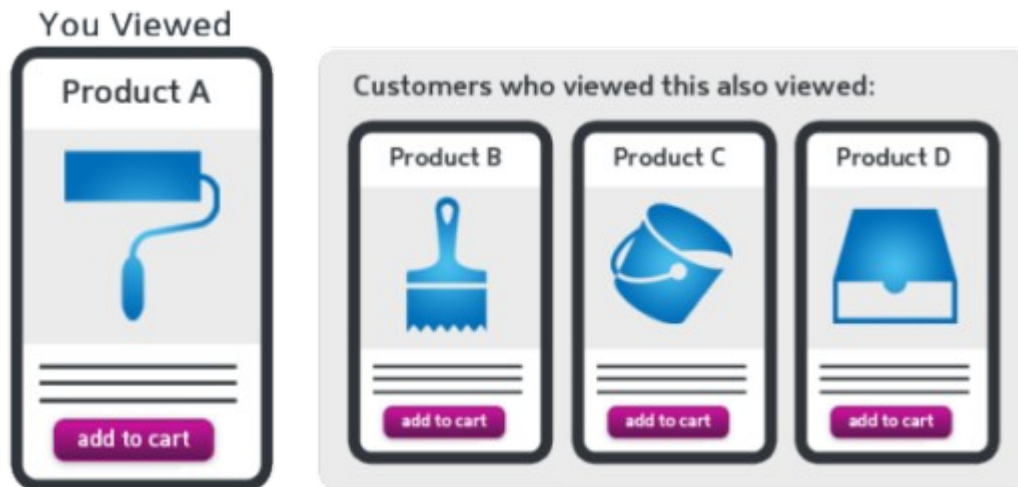 You Viewed
Product A
add to cart
Customers who viewed this also viewed:
Product B
add to cart
Product C
add to cart
Product D
add to cart